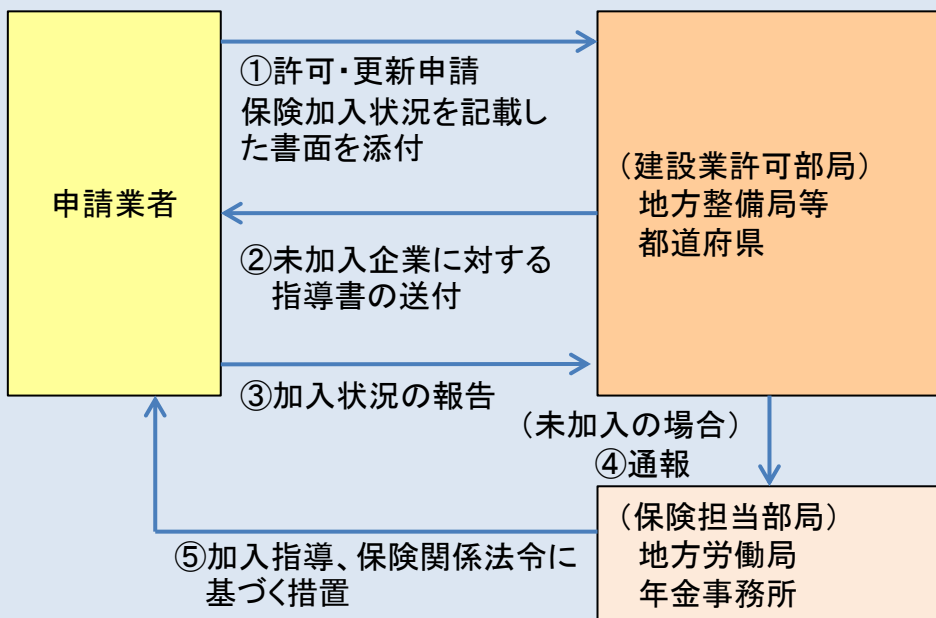 ①許可・更新申請
保険加入状況を記載し
た書面を添付
申請業者
（建設業許可部局）
地方整備局等
都道府県
②未加入企業に対する
指導書の送付
③加入状況の報告
（未加入の場合）
④通報
（保険担当部局）
地方労働局
年金事務所
⑤加入指導、保険関係法令に
基づく措置